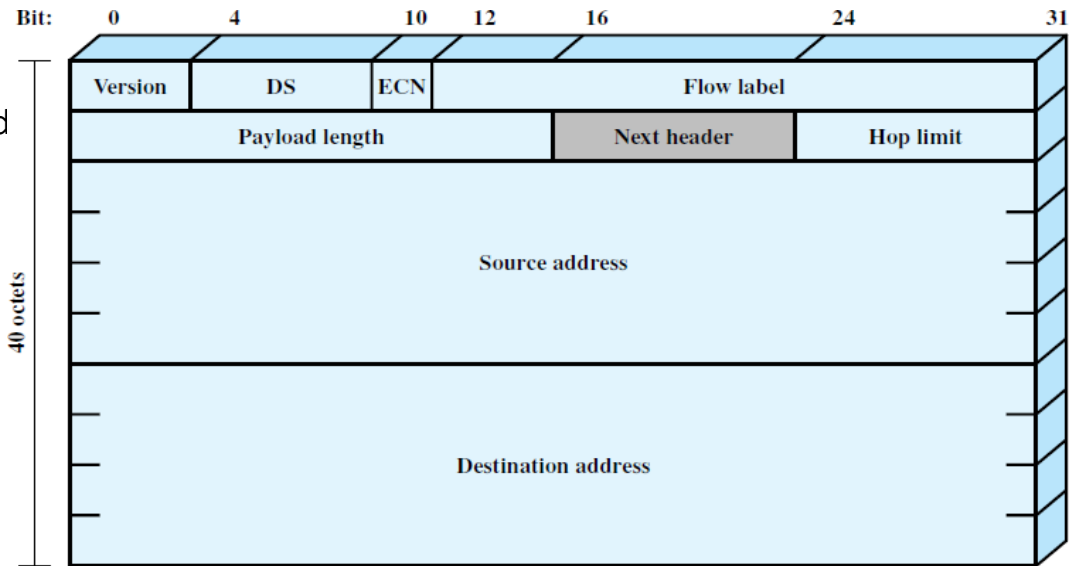 Bit: 0 4 10 12 16 24 31
Version DS ECN Flow label
d
Payload length Next header Hop limit
Source address
40 octets
Destination address